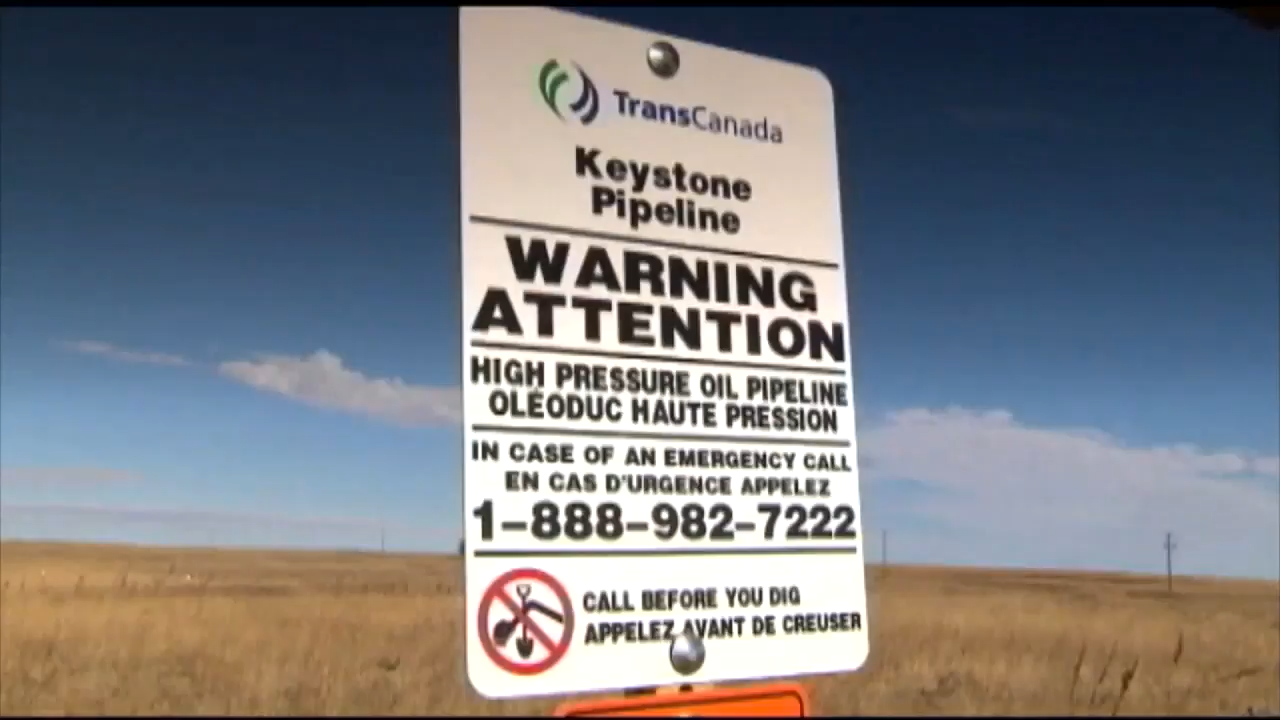 TransCanada
Keystone
Pipeline
WARNING
ATTENTION
HIGH PRESSURE OIL PIPELINE
OLÉODUC HAUTE PRESSION
IN CASE OF AN EMERGENCY CALL
EN CAS D'URGENCE APPELEZ
1-888-982-7222
CALL BEFORE YOU DIG
APPELEZ AVANT DE CREUSER